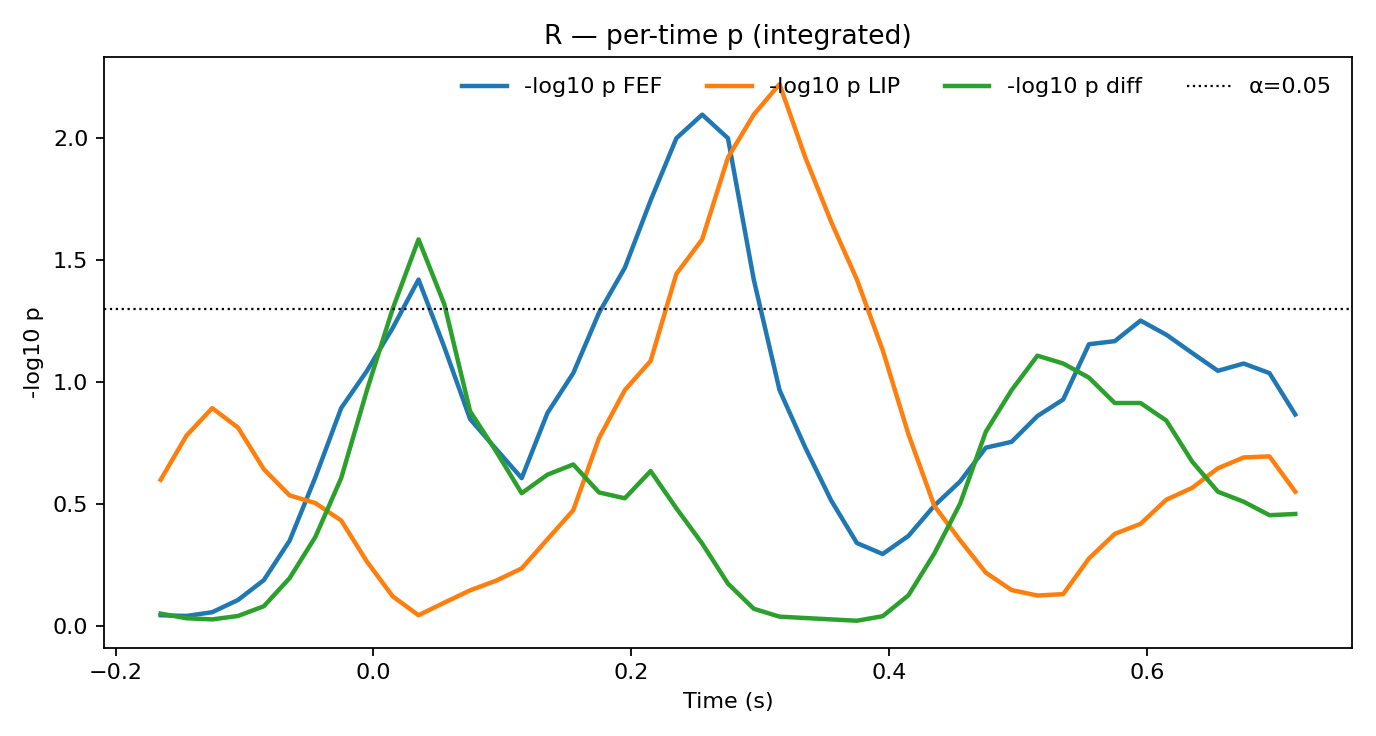 R — per-time p (integrated)
-log10 p FEF -log10 p LIP -log10 p diff α=0.05
-log10 p
2.0
1.5
1.0
0.5
0.0
−0.2 0.0 0.2 0.4 0.6
Time (s)